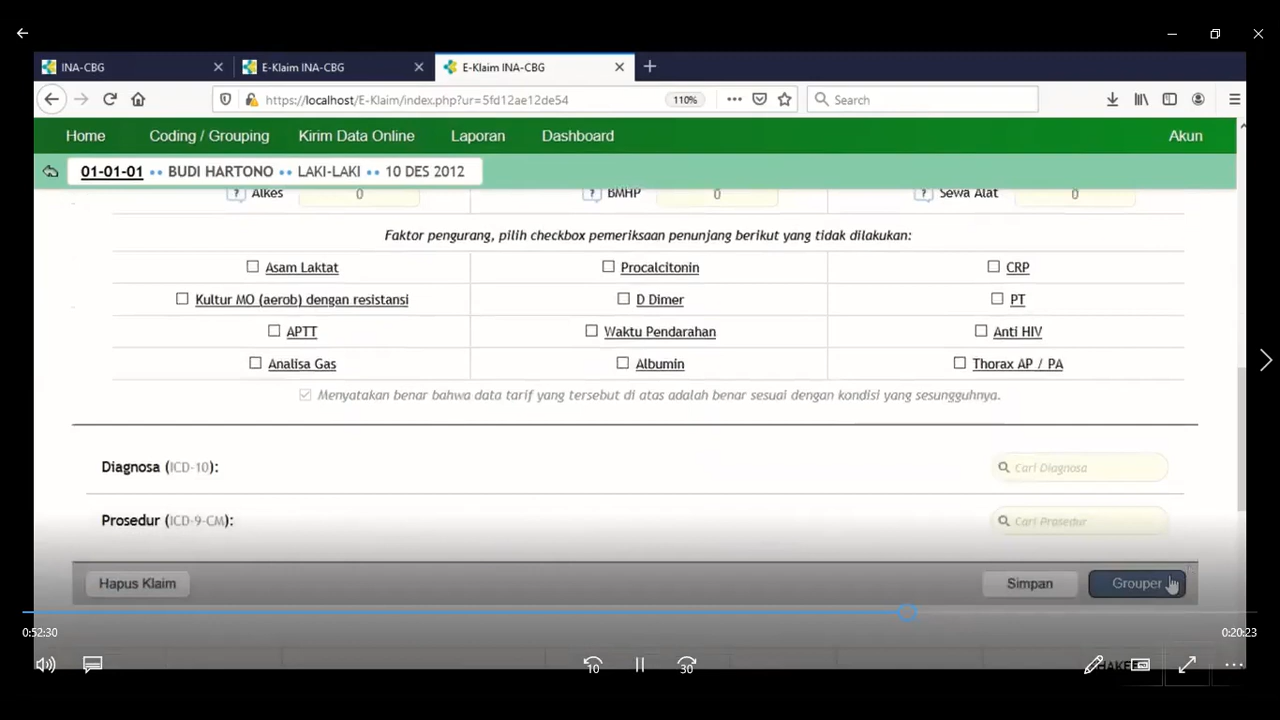 INA-CBG E-Klaim INA-CBG E-Klaim INA-CBG
https://localhost/E-Klaim/index.php?ur=5fd12ae12de54 110% Search
Home Coding / Grouping Kirim Data Online Laporan Dashboard Akun
01-01-01 •• BUDI HARTONO •• LAKI-LAKI •• 10 DES 2012
? Alkes 0 ? BMHP 0 ? Sewa Alat 0
Faktor pengurang, pilih checkbox pemeriksaan penunjang berikut yang tidak dilakukan:
Asam Laktat Procalcitonin CRP
Kultur MO (aerob) dengan resistansi D Dimer PT
APTT Waktu Pendarahan Anti HIV
Analisa Gas Albumin Thorax AP / PA
Menyatakan benar bahwa data tarif yang tersebut di atas adalah benar sesuai dengan kondisi yang sesungguhnya.
Diagnosa (ICD-10): Cari Diagnosa
Prosedur (ICD-9-CM): Cari Prosedur
Hapus Klaim Simpan Grouper
0:52:30 0:20:23
10 30